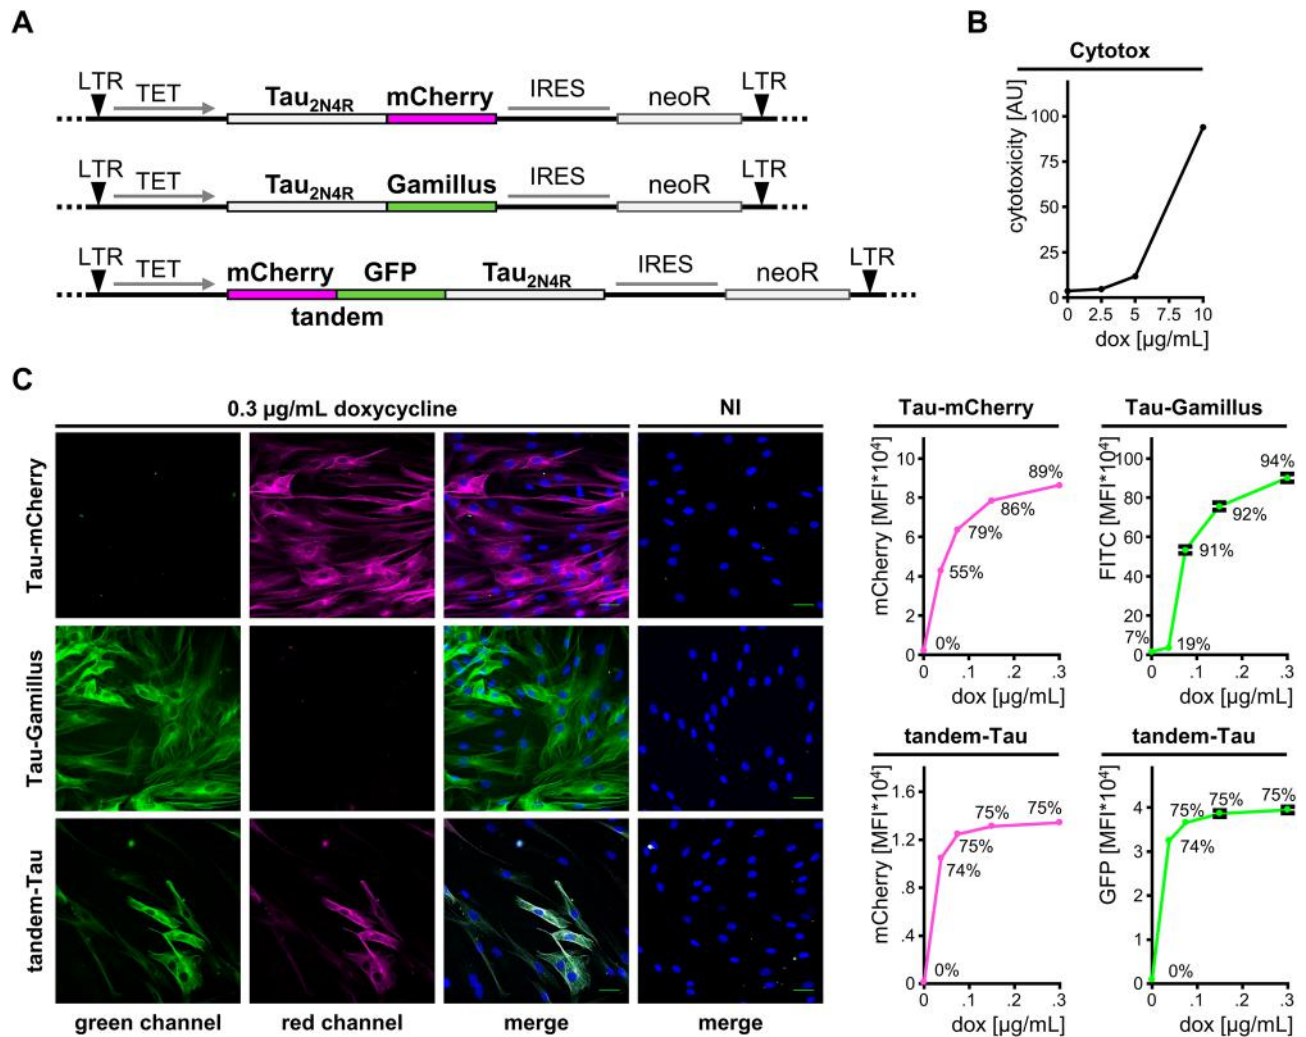 A
LTR TET Tau2N4R mCherry IRES neoR LTR
LTR TET Tau2N4R Gamillus IRES neoR LTR
LTR TET mCherry GFP Tau2N4R IRES neoR LTR
tandem
B
Cytotox
cytotoxicity [AU]
100
75
50
25
0
0 2.5 5 7.5 10
dox [µg/mL]
C
0.3 µg/mL doxycycline NI
Tau-mCherry
Tau-Gamillus
tandem-Tau
green channel red channel merge merge
Tau-mCherry
mCherry [MFI*10⁴]
10
8
6
4
2
0
89%
86%
79%
55%
0%
0 .1 .2 .3
dox [µg/mL]
Tau-Gamillus
FITC [MFI*10⁴]
100
80
60
40
20
0
94%
92%
91%
7%
19%
0 .1 .2 .3
dox [µg/mL]
tandem-Tau
mCherry [MFI*10⁴]
1.6
1.2
.8
.4
0
75% 75%
75%
74%
0%
0 .1 .2 .3
dox [µg/mL]
tandem-Tau
GFP [MFI*10⁴]
4
3
2
1
0
75% 75% 75%
74%
0%
0 .1 .2 .3
dox [µg/mL]